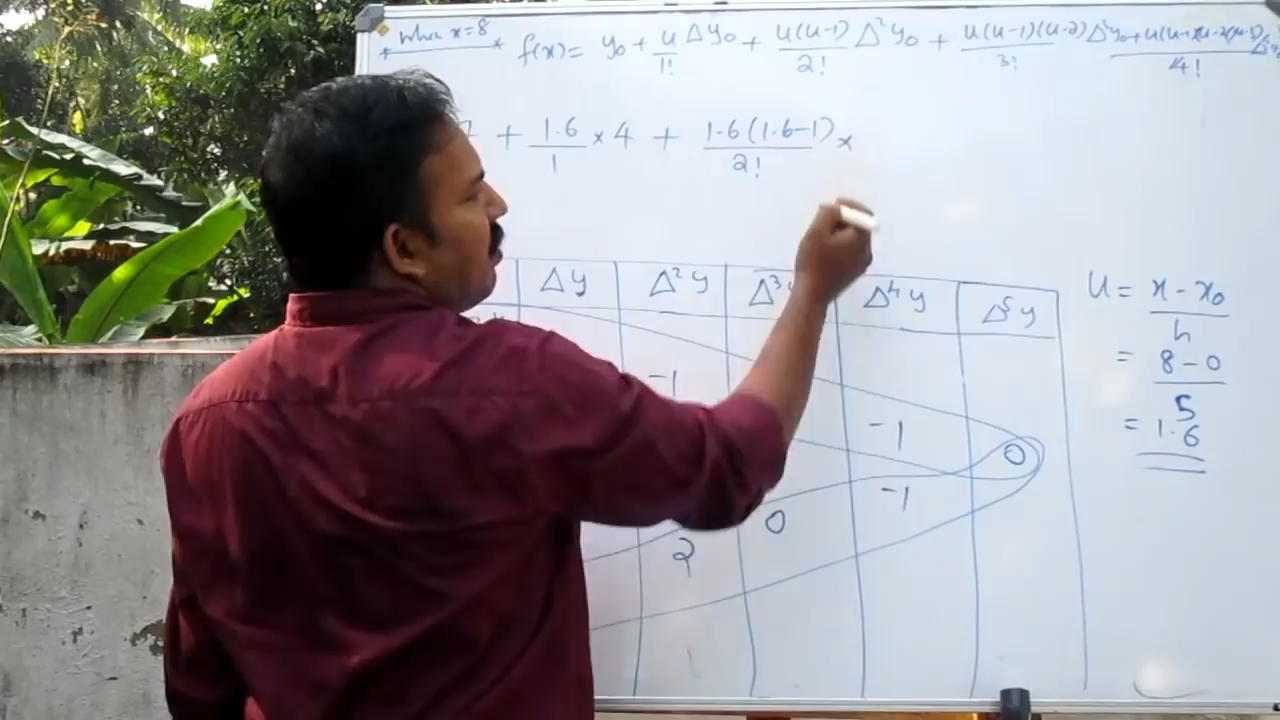 When x=8
f(x) = y₀ + u/1! Δy₀ + u(u-1)/2! Δ²y₀ + u(u-1)(u-2)/3! Δ³y₀ + u(u-1)(u-2)(u-3)/4!
+ 1.6/1 × 4 + 1.6(1.6-1)/2! ×
Δy Δ²y Δ³ Δ⁴y Δ⁵y
-1
-1
0
-1
0
2
u = x - x₀/h
= 8 - 0/5
= 1.6